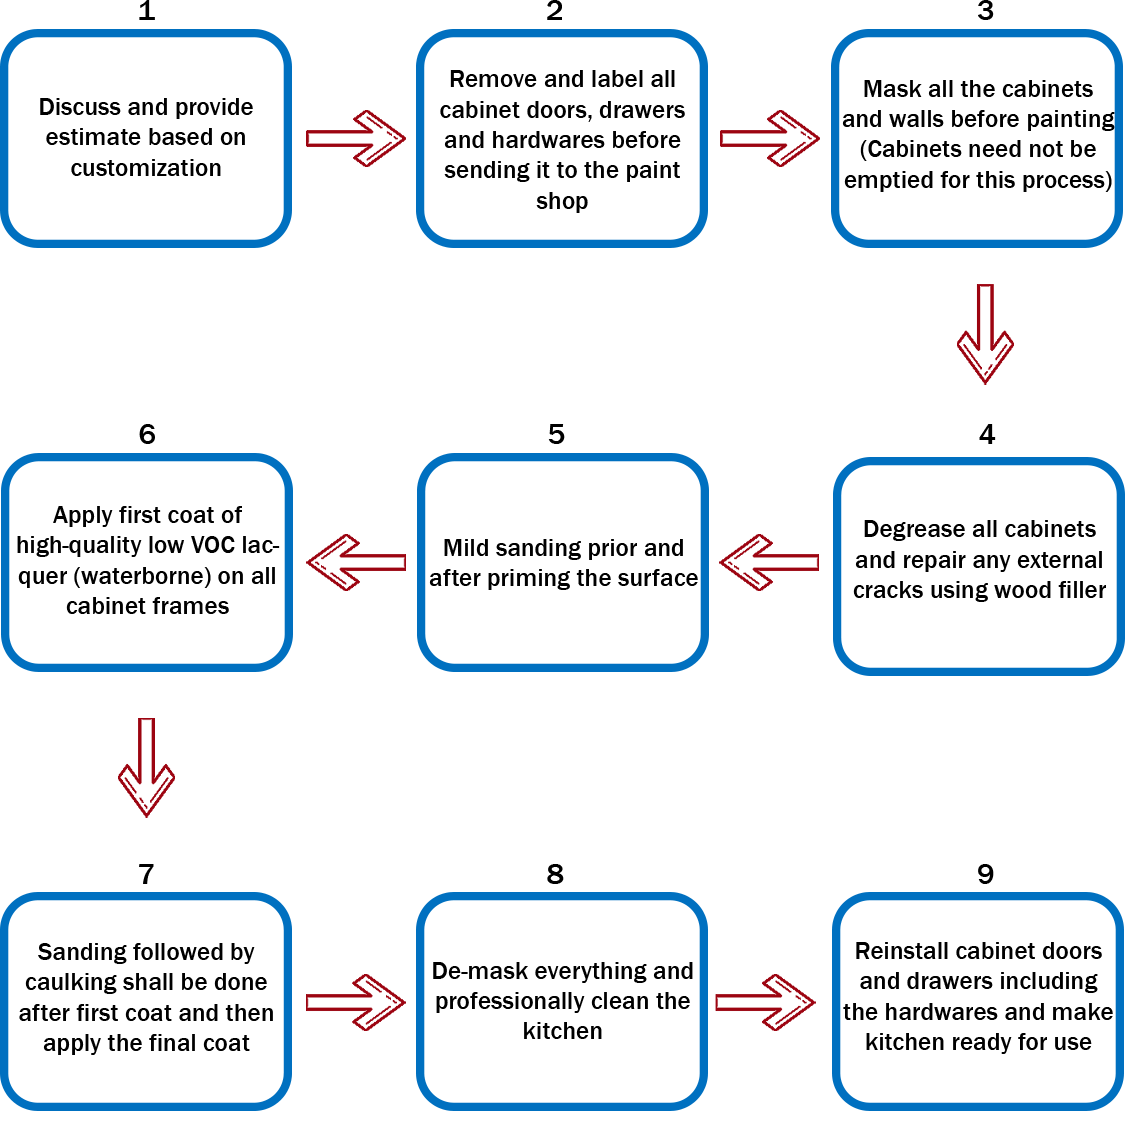 1
Discuss and provide
estimate based on
customization
2
Remove and label all
cabinet doors, drawers
and hardwares before
sending it to the paint
shop
3
Mask all the cabinets
and walls before painting
(Cabinets need not be
emptied for this process)
4
Degrease all cabinets
and repair any external
cracks using wood filler
5
Mild sanding prior and
after priming the surface
6
Apply first coat of
high-quality low VOC lac-
quer (waterborne) on all
cabinet frames
7
Sanding followed by
caulking shall be done
after first coat and then
apply the final coat
8
De-mask everything and
professionally clean the
kitchen
9
Reinstall cabinet doors
and drawers including
the hardwares and make
kitchen ready for use